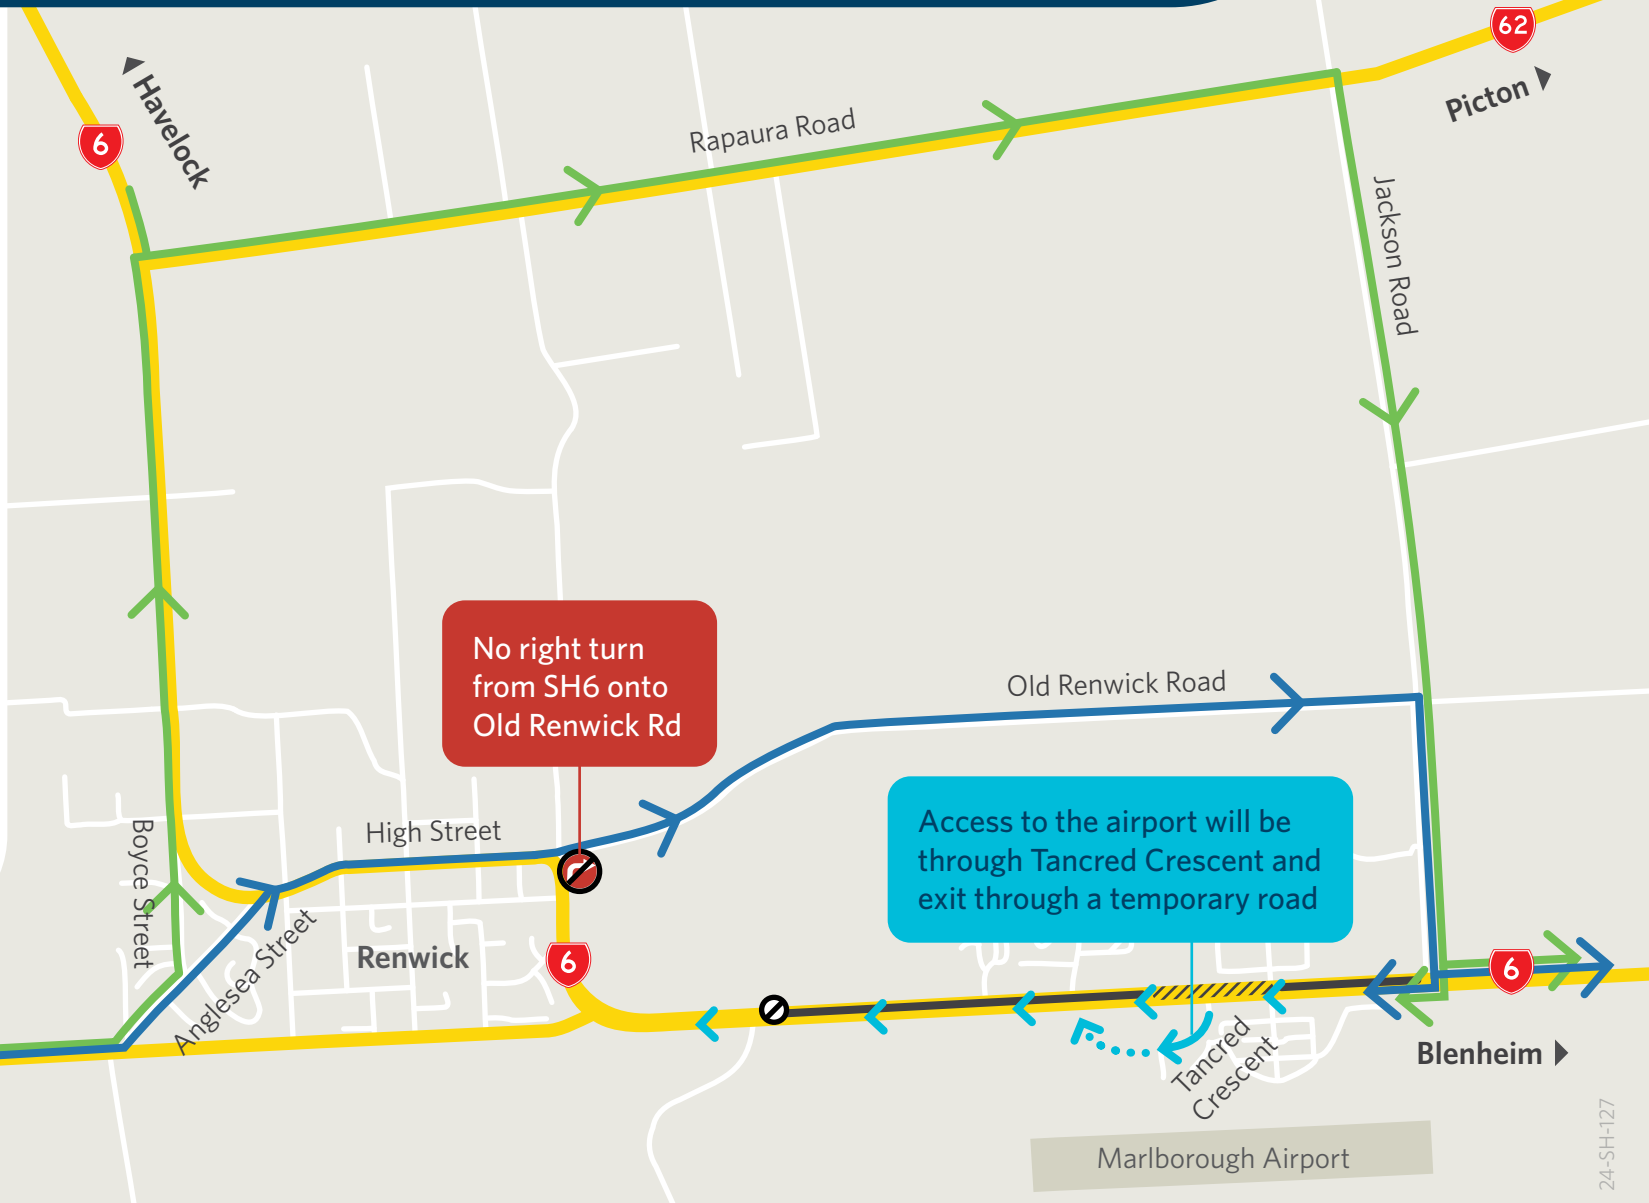 62
Havelock
Picton
6
Rapaura Road
Jackson Road
No right turn
from SH6 onto
Old Renwick Rd
Old Renwick Road
Access to the airport will be
through Tancred Crescent and
exit through a temporary road
High Street
Boyce Street
Anglesea Street
Renwick
6
6
Tancred
Crescent
Blenheim
Marlborough Airport
24-SH-127